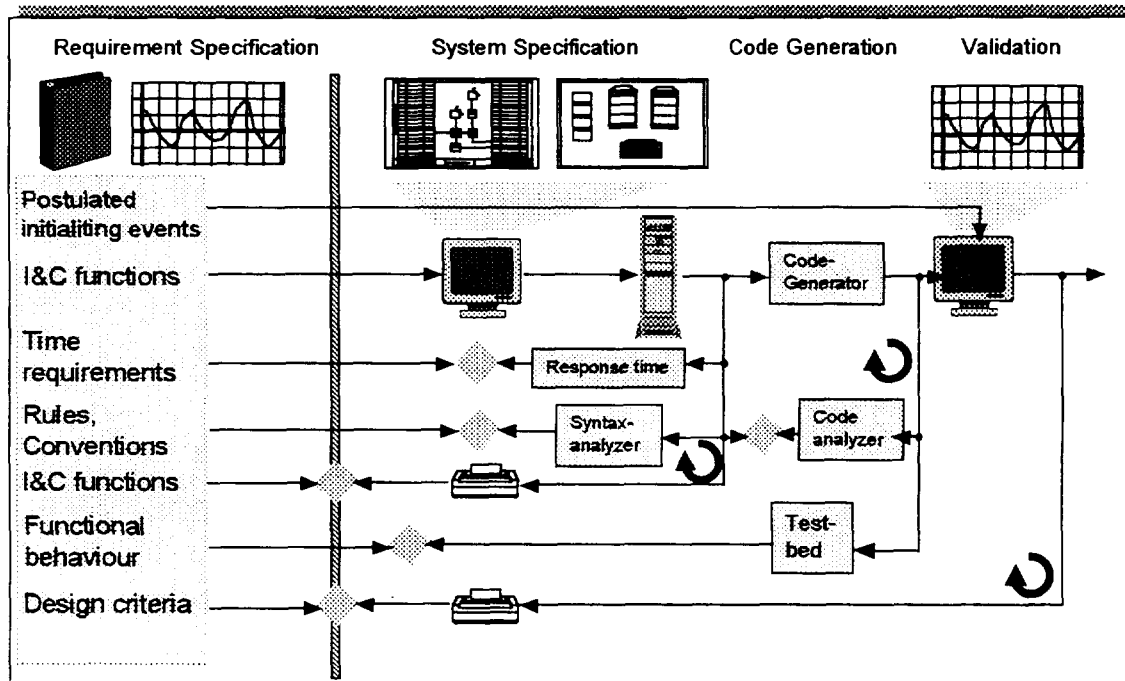 Requirement Specification
System Specification
Code Generation
Validation
Postulated
initialiting events
I&C functions
Code-
Generator
Time
requirements
Response time
Rules,
Conventions
Syntax-
analyzer
Code
analyzer
I&C functions
Functional
behaviour
Test-
bed
Design criteria